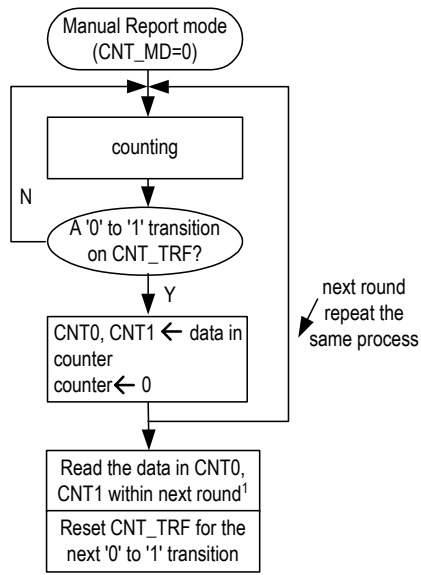 Manual Report mode
(CNT_MD=0)
counting
N
A '0' to '1' transition
on CNT_TRF?
Y
CNT0, CNT1 ← data in
counter
counter← 0
next round
repeat the
same process
Read the data in CNT0,
CNT1 within next round¹
Reset CNT_TRF for the
next '0' to '1' transition